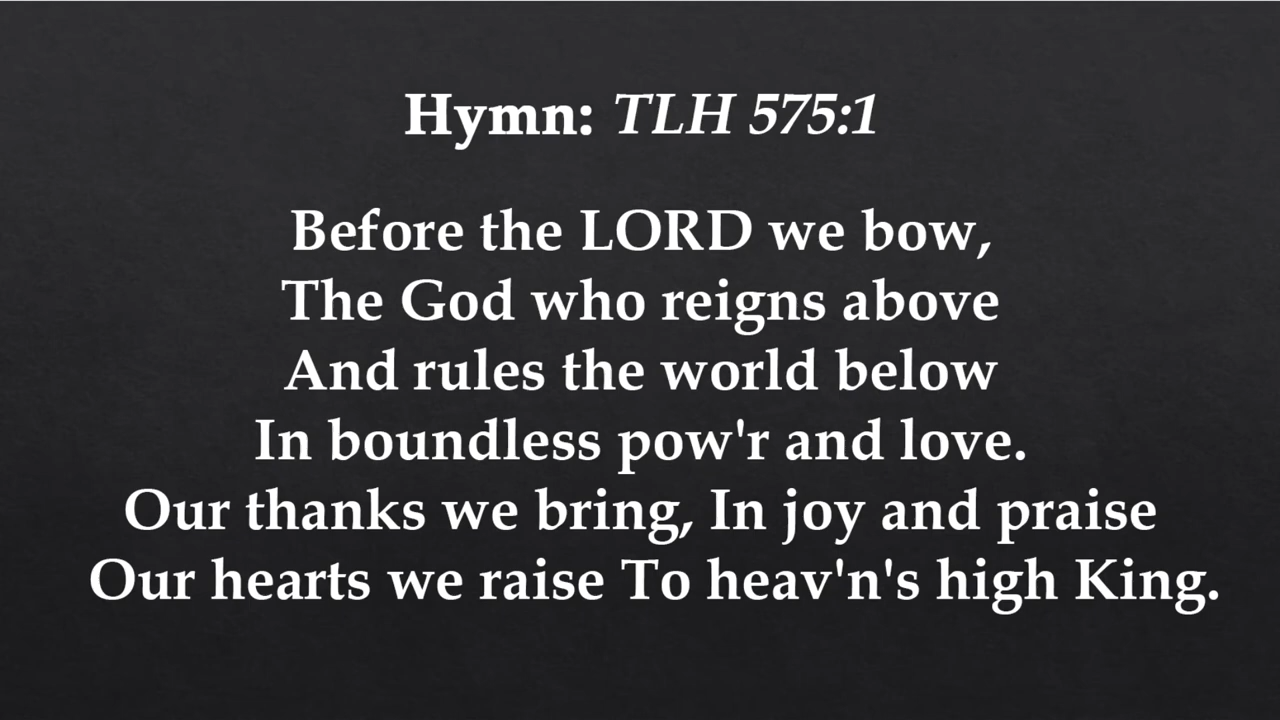 Hymn: TLH 575:1
Before the LORD we bow,
The God who reigns above
And rules the world below
In boundless pow'r and love.
Our thanks we bring, In joy and praise
Our hearts we raise To heav'n's high King.